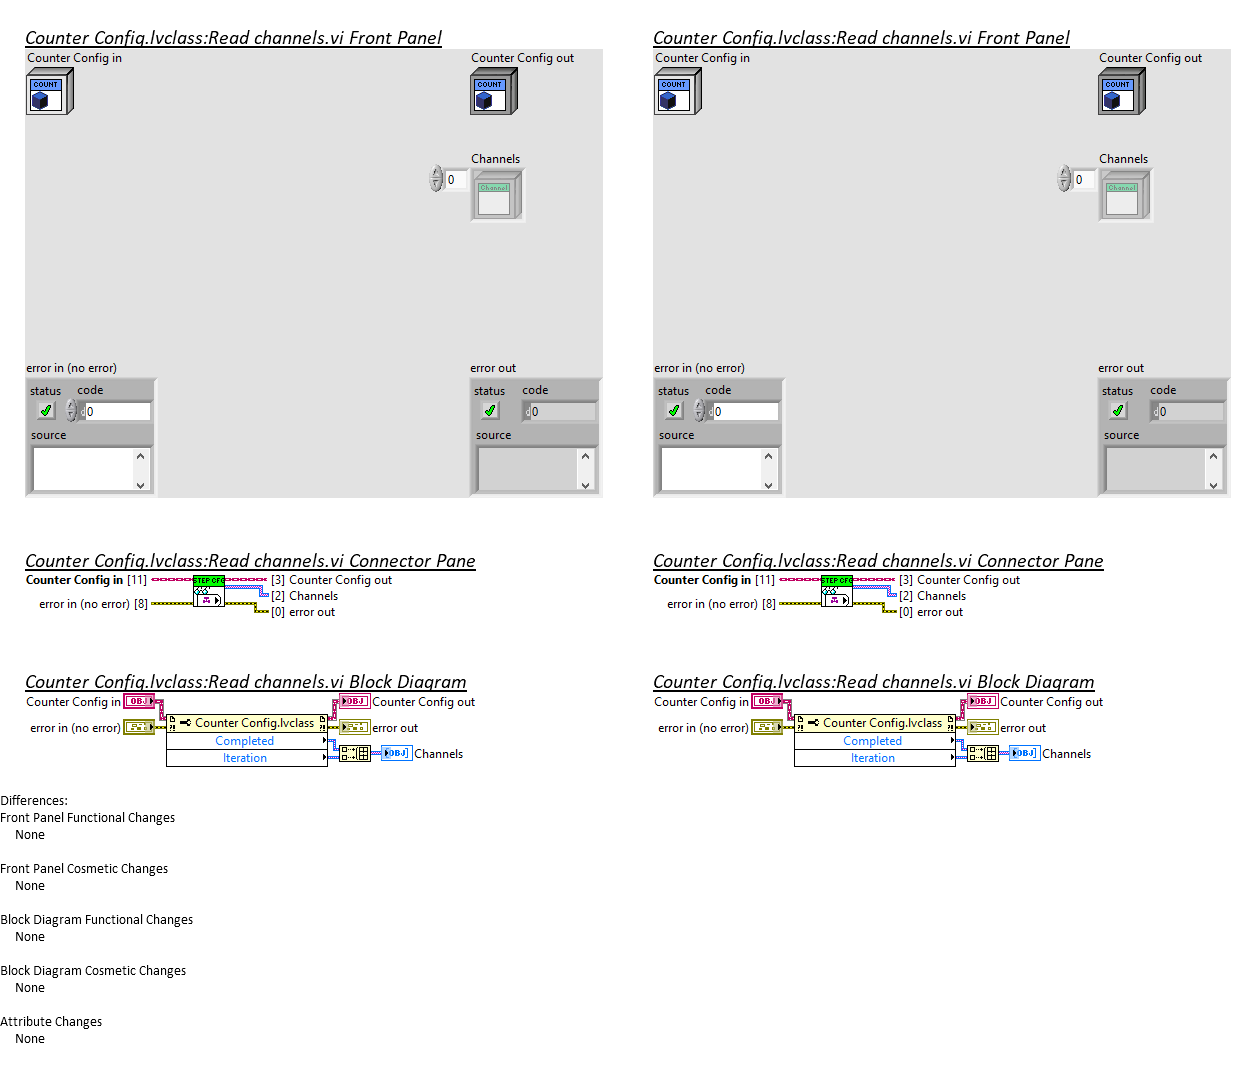 Counter Config.lvclass:Read channels.vi Front Panel
Counter Config in
Counter Config out
COUNT
COUNT
Channels
0
Channel
error in (no error)
error out
status code
status code
d0
d0
source
source
Counter Config.lvclass:Read channels.vi Connector Pane
Counter Config in [11]
STEP CFG
[3] Counter Config out
[2] Channels
error in (no error) [8]
[0] error out
Counter Config.lvclass:Read channels.vi Block Diagram
Counter Config in
OBJ
OBJ
Counter Config out
error in (no error)
?!
Counter Config.lvclass
?!
error out
Completed
Iteration
OBJ
Channels
Counter Config.lvclass:Read channels.vi Front Panel
Counter Config in
Counter Config out
COUNT
COUNT
Channels
0
Channel
error in (no error)
error out
status code
status code
d0
d0
source
source
Counter Config.lvclass:Read channels.vi Connector Pane
Counter Config in [11]
STEP CFG
[3] Counter Config out
[2] Channels
error in (no error) [8]
[0] error out
Counter Config.lvclass:Read channels.vi Block Diagram
Counter Config in
OBJ
OBJ
Counter Config out
error in (no error)
?!
Counter Config.lvclass
?!
error out
Completed
Iteration
OBJ
Channels
Differences:
Front Panel Functional Changes
None
Front Panel Cosmetic Changes
None
Block Diagram Functional Changes
None
Block Diagram Cosmetic Changes
None
Attribute Changes
None